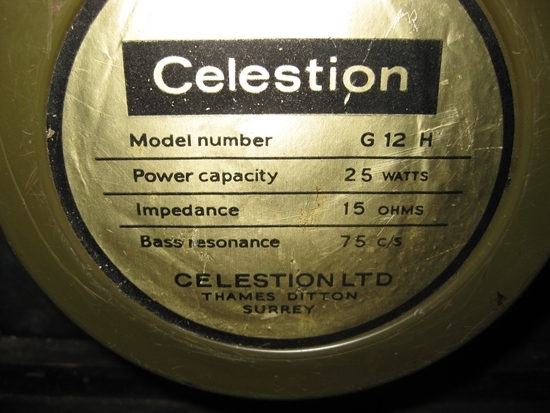 Celestion
Model number G 12 H
Power capacity 25 WATTS
Impedance 15 OHMS
Bass resonance 75 C/S
CELESTION LTD
THAMES DITTON
SURREY